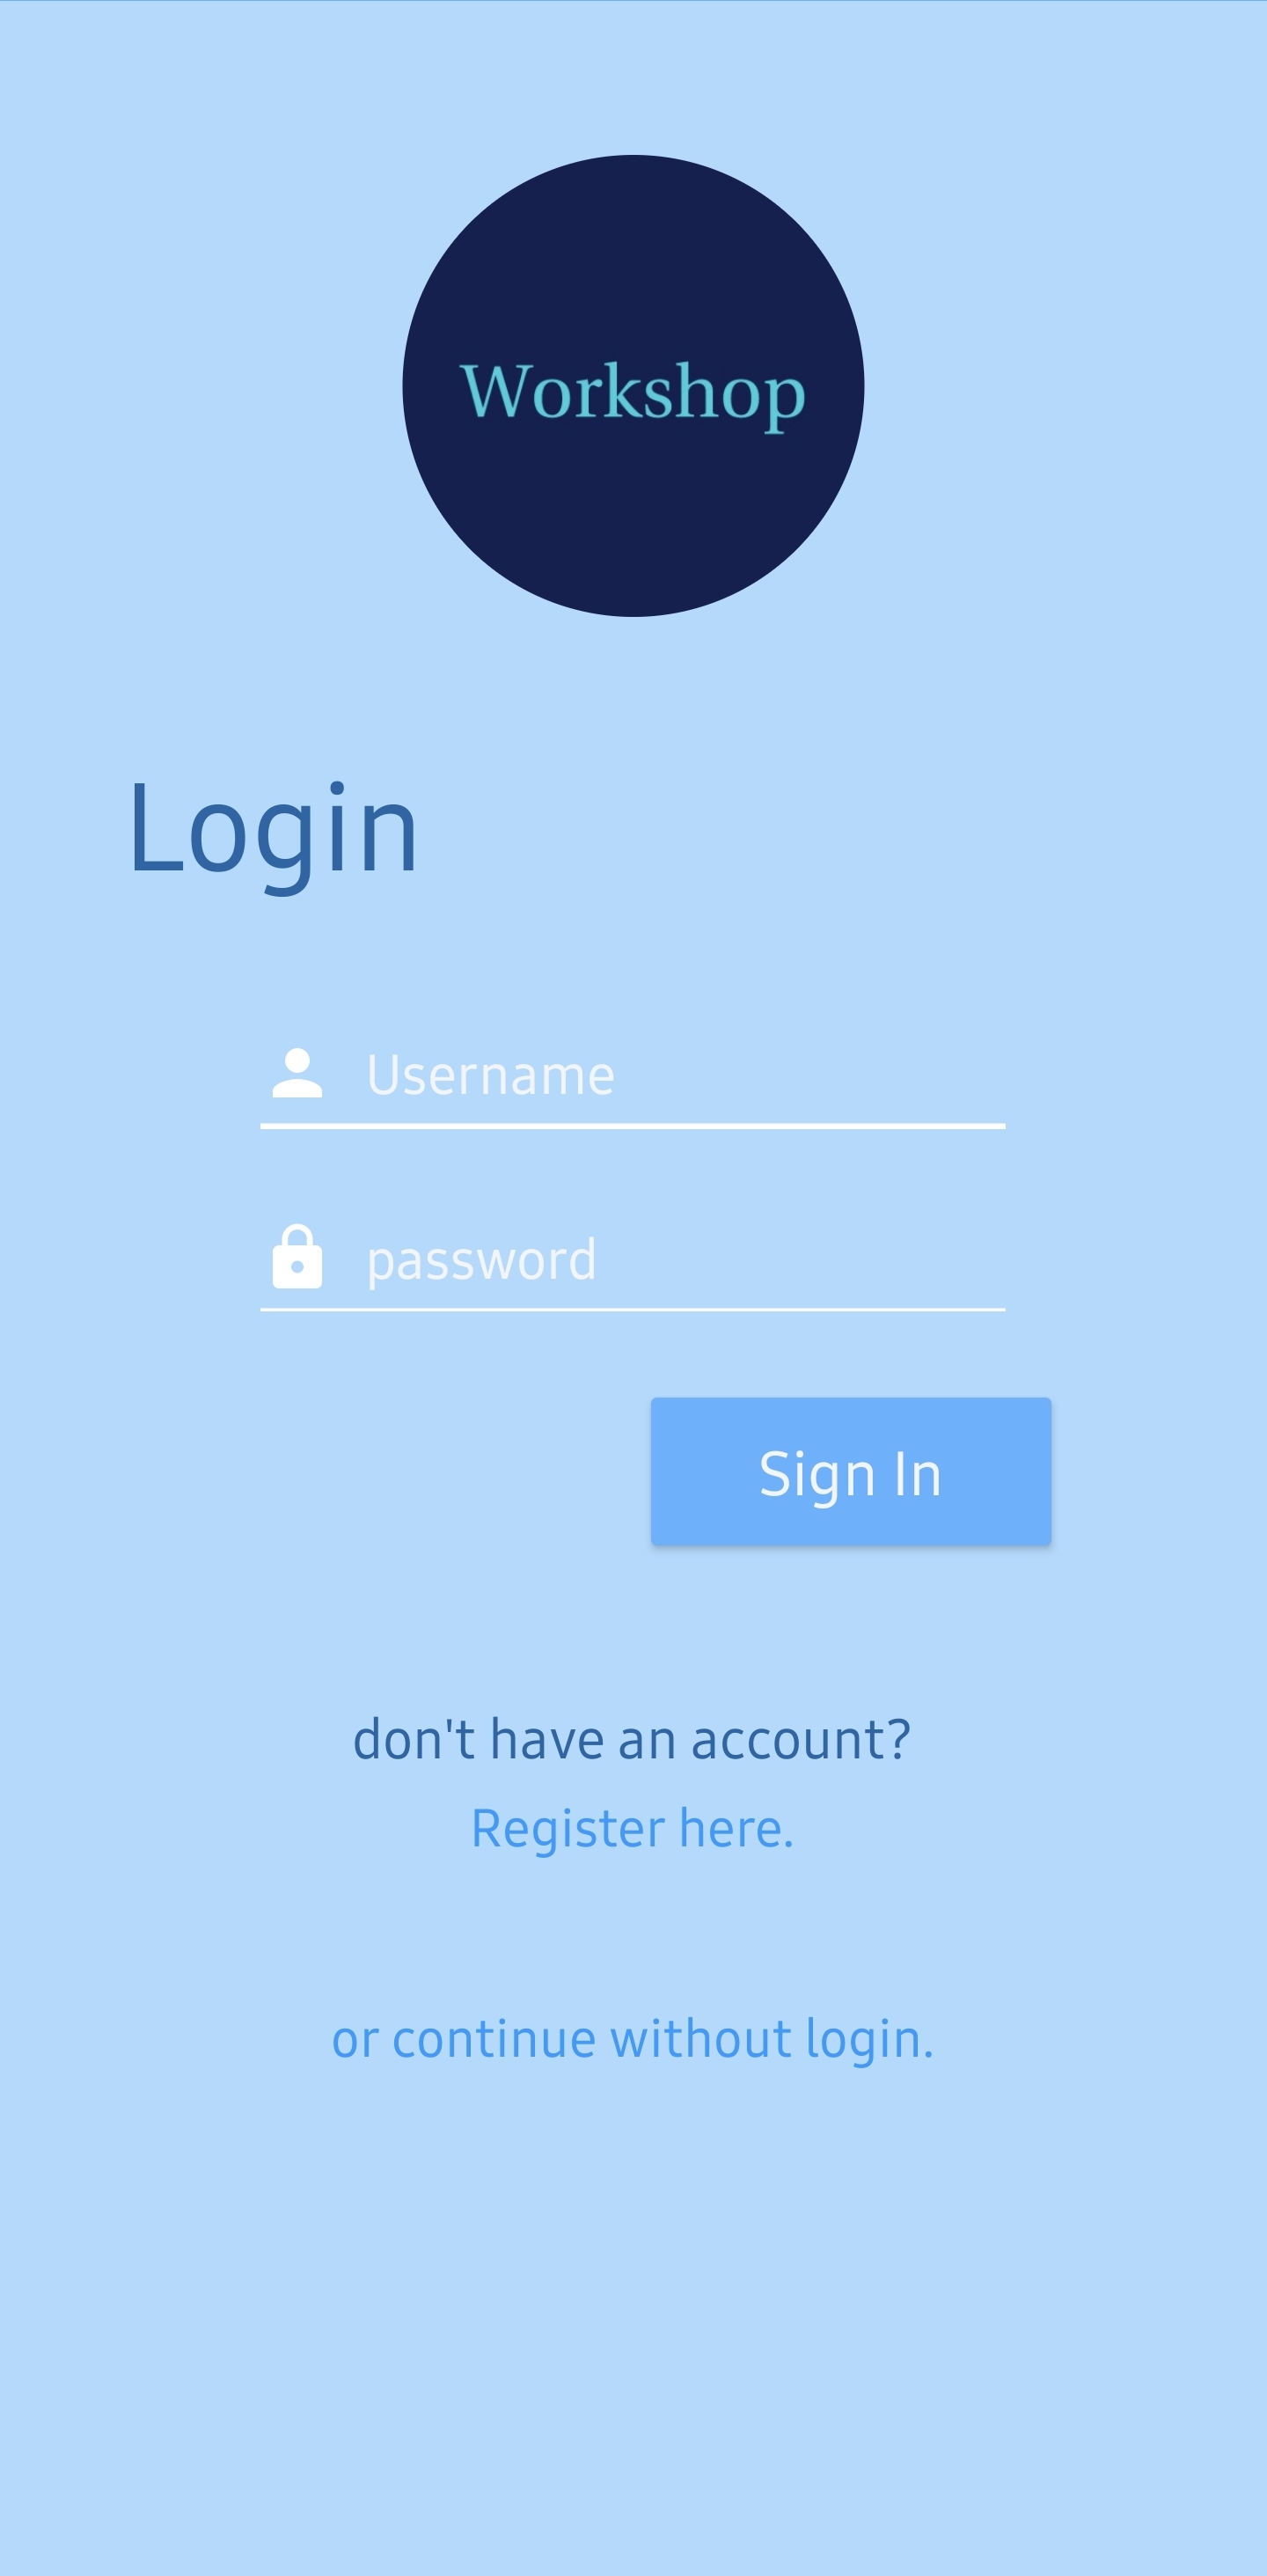 Workshop
Login
Username
password
Sign In
don't have an account?
Register here.
or continue without login.